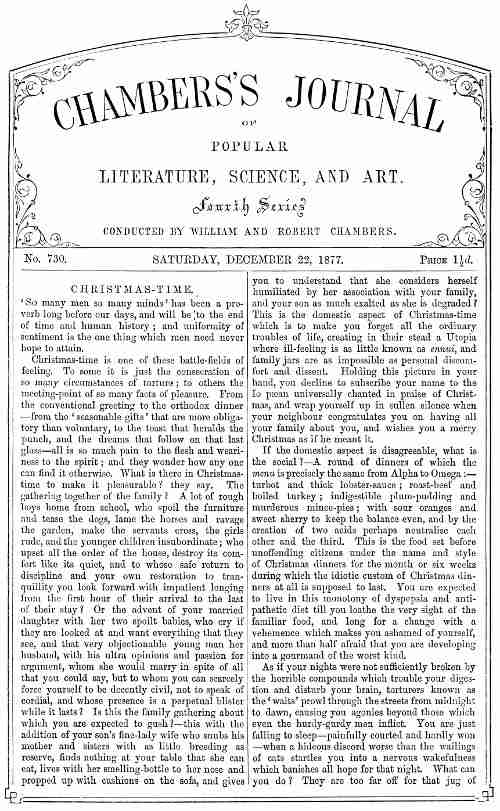 CHAMBERS'S JOURNAL
OF
POPULAR
LITERATURE, SCIENCE, AND ART.
Fourth Series
CONDUCTED BY WILLIAM AND ROBERT CHAMBERS.
No. 730.
SATURDAY, DECEMBER 22, 1877.
PRICE 1½d.
CHRISTMAS-TIME.
'So many men so many minds' has been a pro-
verb long before our days, and will be to the end
of time and human history; and uniformity of
sentiment is the one thing which men need never
hope to attain.
Christmas-time is one of these battle-fields of
feeling. To some it is just the consecration of
so many circumstances of torture; to others the
meeting-point of so many facts of pleasure. From
the conventional greeting to the orthodox dinner
—from the 'seasonable gifts' that are more obliga-
tory than voluntary, to the toast that heralds the
punch, and the dreams that follow on that last
glass—all is so much pain to the flesh and weari-
ness to the spirit; and they wonder how any one
can find it otherwise. What is there in Christmas-
time to make it pleasurable? they say. The
gathering together of the family? A lot of rough
boys home from school, who spoil the furniture
and tease the dogs, lame the horses and ravage
the garden, make the servants cross, the girls
rude, and the younger children insubordinate; who
upset all the order of the house, destroy its com-
fort like its quiet, and to whose safe return to
discipline and your own restoration to tran-
quillity you look forward with impatient longing
from the first hour of their arrival to the last
of their stay? Or the advent of your married
daughter with her two spoilt babies, who cry if
they are looked at and want everything that they
see, and that very objectionable young man her
husband, with his ultra opinions and passion for
argument, whom she would marry in spite of all
that you could say, but to whom you can scarcely
force yourself to be decently civil, not to speak of
cordial, and whose presence is a perpetual blister
while it lasts? Is this the family gathering about
which you are expected to gush?—this with the
addition of your son's fine-lady wife who snubs his
mother and sisters with as little breeding as
reserve, finds nothing at your table that she can
eat, lives with her smelling-bottle to her nose and
propped up with cushions on the sofa, and gives
you to understand that she considers herself
humiliated by her association with your family,
and your son as much exalted as she is degraded?
This is the domestic aspect of Christmas-time
which is to make you forget all the ordinary
troubles of life, creating in their stead a Utopia
where ill-feeling is as little known as ennui, and
family jars are as impossible as personal discom-
fort and dissent. Holding this picture in your
hand, you decline to subscribe your name to the
Io pæan universally chanted in praise of Christ-
mas, and wrap yourself up in sullen silence when
your neighbour congratulates you on having all
your family about you, and wishes you a merry
Christmas as if he meant it.
If the domestic aspect is disagreeable, what is
the social?—A round of dinners of which the
menu is precisely the same from Alpha to Omega:—
turbot and thick lobster-sauce; roast-beef and
boiled turkey; indigestible plum-pudding and
murderous mince-pies; with sour oranges and
sweet sherry to keep the balance even, and by the
creation of two acids perhaps neutralise each
other and the third. This is the food set before
unoffending citizens under the name and style
of Christmas dinners for the month or six weeks
during which the idiotic custom of Christmas din-
ners at all is supposed to last. You are expected
to live in this monotony of dyspepsia and anti-
pathetic diet till you loathe the very sight of the
familiar food, and long for a change with a
vehemence which makes you ashamed of yourself,
and more than half afraid that you are developing
into a gourmand of the worst kind.
As if your nights were not sufficiently broken by
the horrible compounds which trouble your diges-
tion and disturb your brain, torturers known as
the 'waits' prowl through the streets from midnight
to dawn, causing you agonies beyond those which
even the hurdy-gurdy men inflict. You are just
falling to sleep—painfully courted and hardly won
—when a hideous discord worse than the wailings
of cats startles you into a nervous wakefulness
which banishes all hope for that night. What can
you do? They are too far off for that jug of